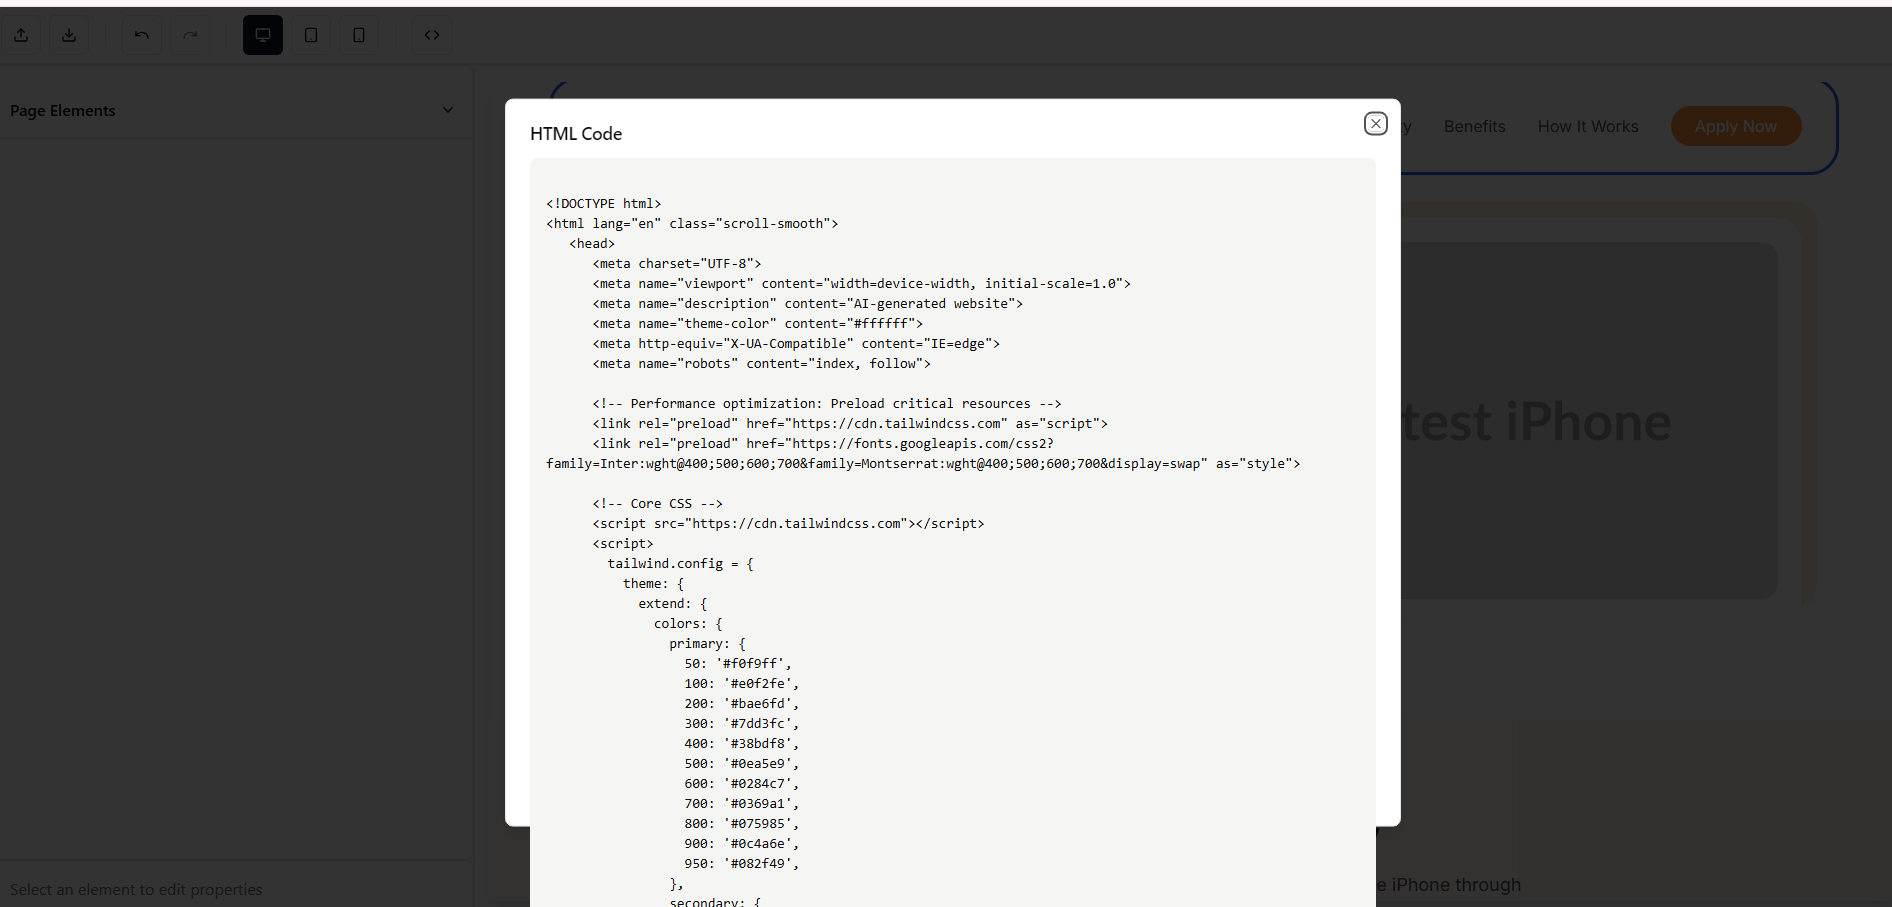 Page Elements
HTML Code
Benefits
How It Works
Apply Now
<!DOCTYPE html>
<html lang="en" class="scroll-smooth">
<head>
<meta charset="UTF-8">
<meta name="viewport" content="width=device-width, initial-scale=1.0">
<meta name="description" content="AI-generated website">
<meta name="theme-color" content="#ffffff">
<meta http-equiv="X-UA-Compatible" content="IE=edge">
<meta name="robots" content="index, follow">
<!-- Performance optimization: Preload critical resources -->
<link rel="preload" href="https://cdn.tailwindcss.com" as="script">
<link rel="preload" href="https://fonts.googleapis.com/css2?
family=Inter:wght@400;500;600;700&family=Montserrat:wght@400;500;600;700&display=swap" as="style">
<!-- Core CSS -->
<script src="https://cdn.tailwindcss.com"></script>
<script>
tailwind.config = {
theme: {
extend: {
colors: {
primary: {
50: '#f0f9ff',
100: '#e0f2fe',
200: '#bae6fd',
300: '#7dd3fc',
400: '#38bdf8',
500: '#0ea5e9',
600: '#0284c7',
700: '#0369a1',
800: '#075985',
900: '#0c4a6e',
950: '#082f49',
},
secondary: {
test iPhone
e iPhone through
Select an element to edit properties